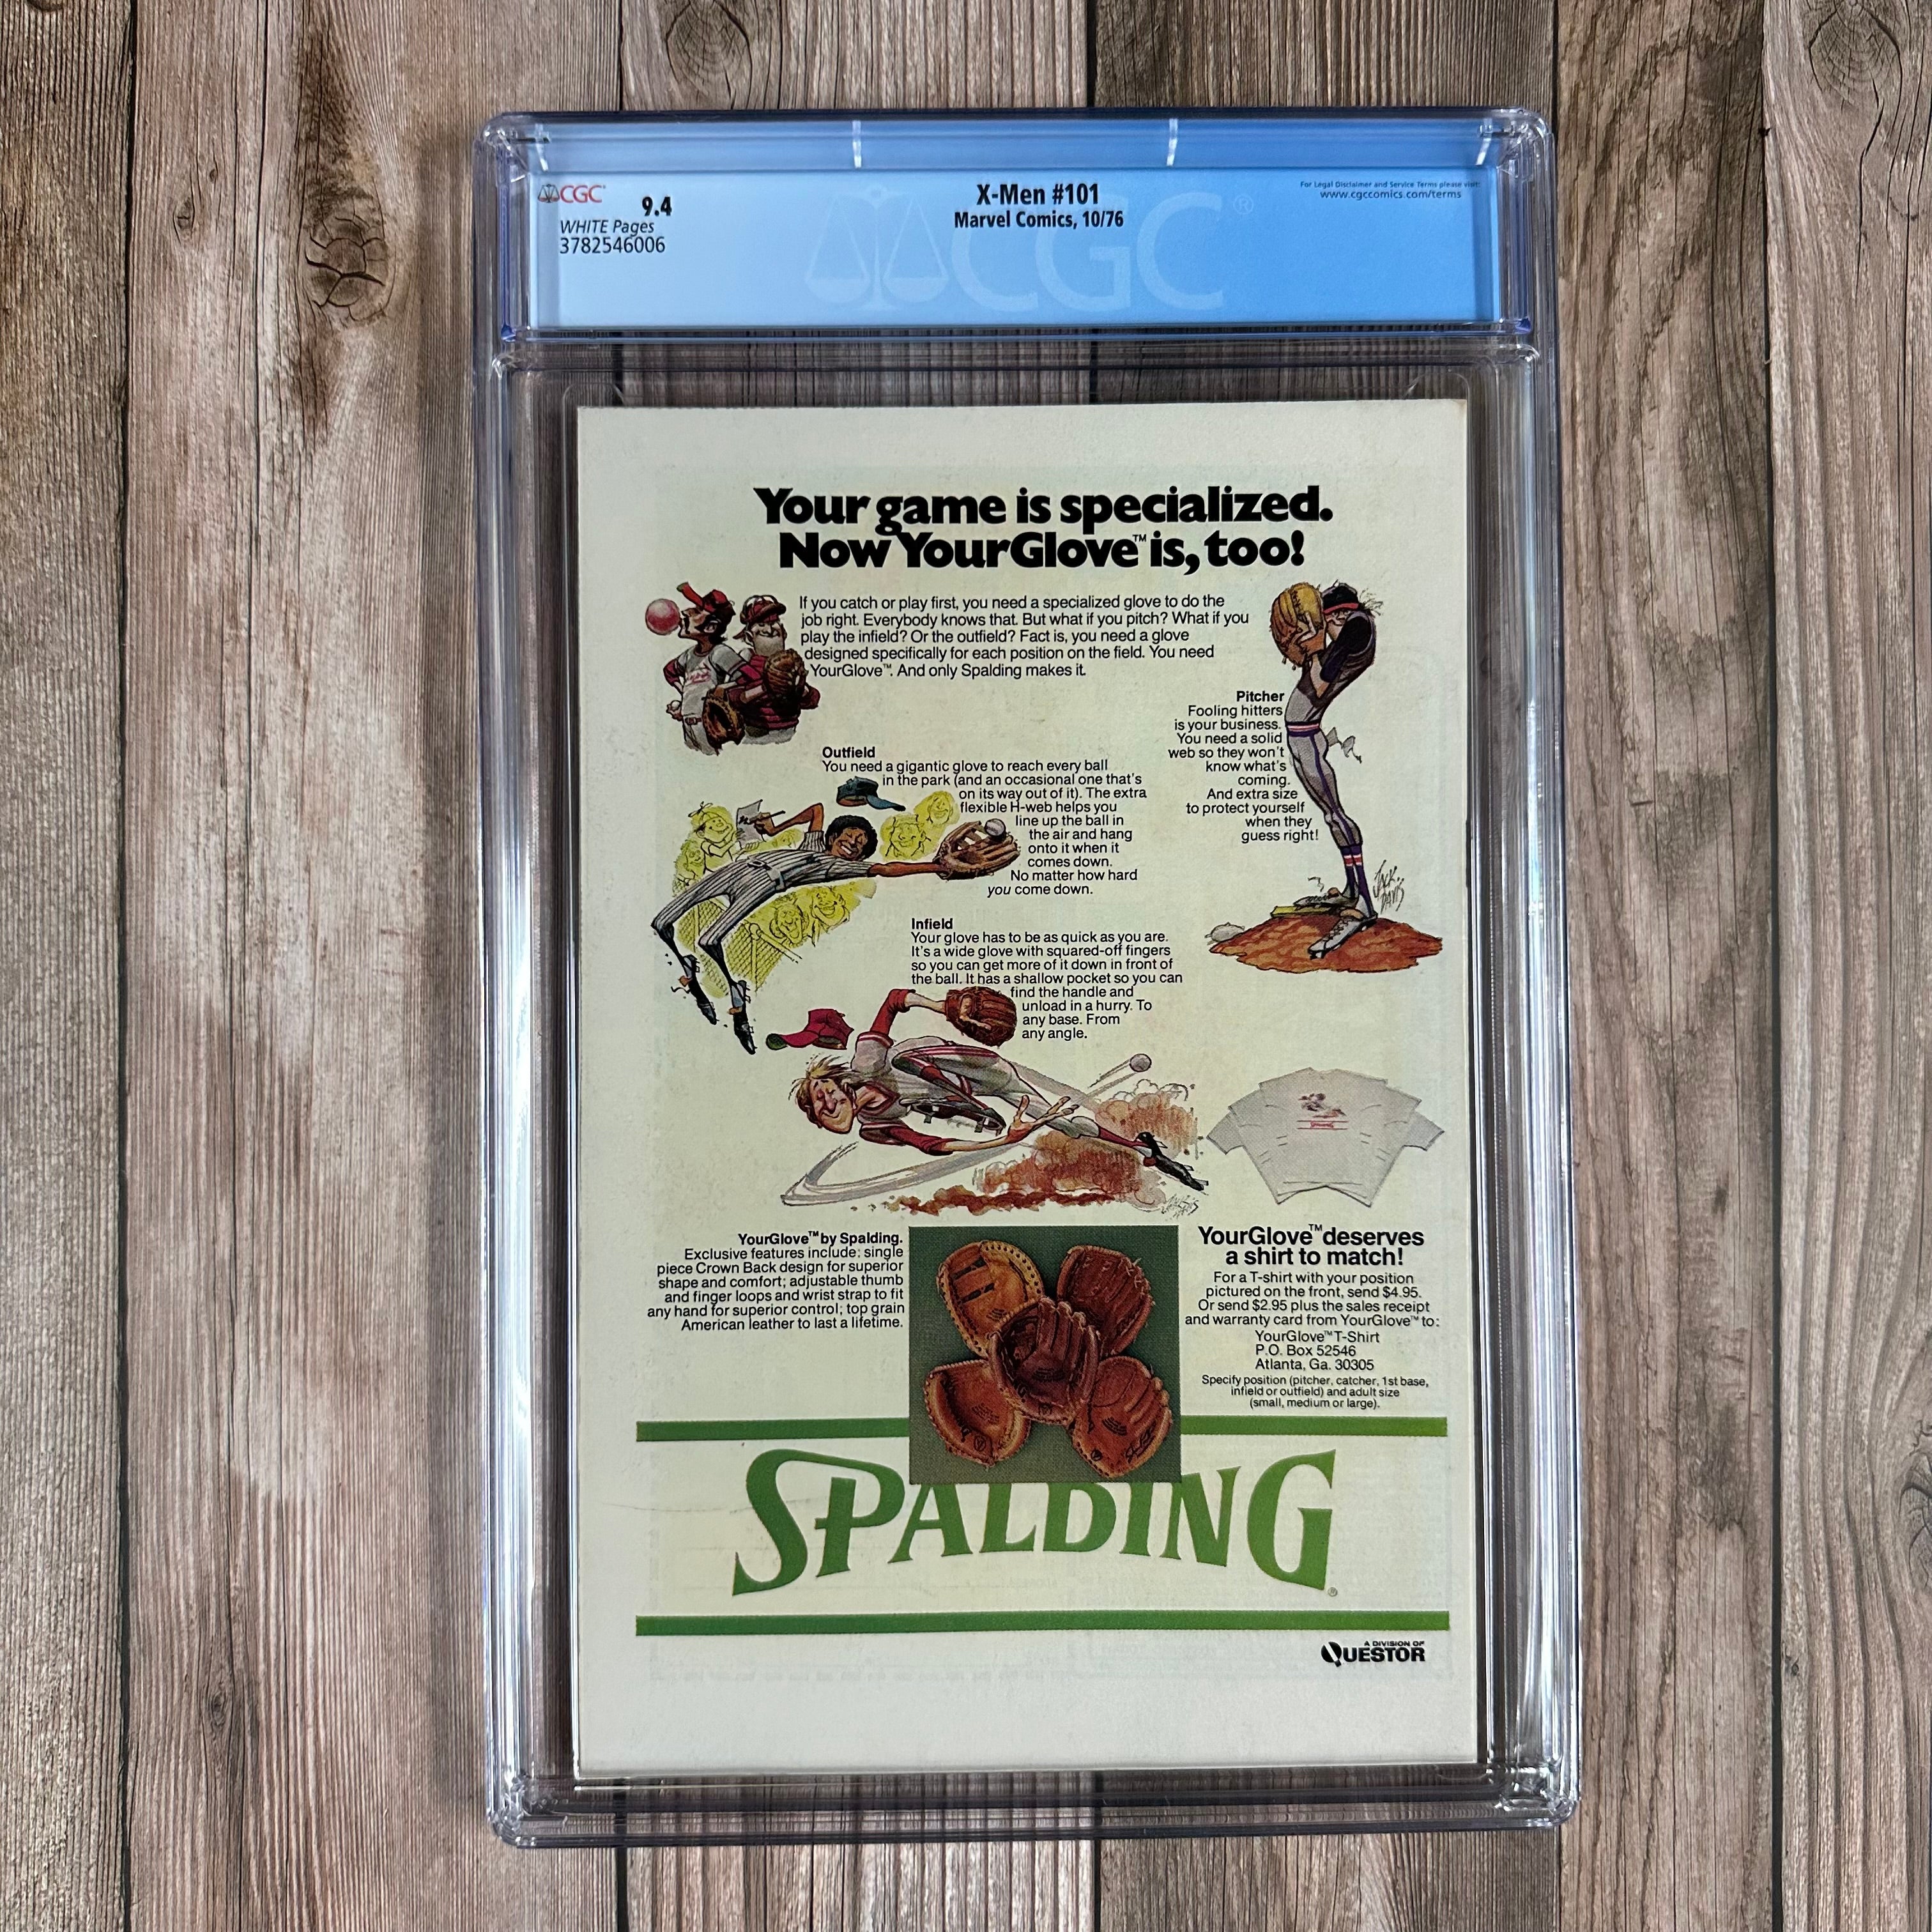 CGC
9.4
WHITE Pages
3782546006
X-Men #101
Marvel Comics, 10/76
For Legal Disclaimer and Service Terms please visit:
www.cgccomics.com/terms
CGC®
Your game is specialized.
Now YourGlove™ is, too!
If you catch or play first, you need a specialized glove to do the
job right. Everybody knows that. But what if you pitch? What if you
play the infield? Or the outfield? Fact is, you need a glove
designed specifically for each position on the field. You need
YourGlove™. And only Spalding makes it.
Pitcher
Fooling hitters
is your business.
You need a solid
web so they won't
know what's
coming.
And extra size
to protect yourself
when they
guess right!
JACK
DAVIS
Outfield
You need a gigantic glove to reach every ball
in the park (and an occasional one that's
on its way out of it). The extra
flexible H-web helps you
line up the ball in
the air and hang
onto it when it
comes down.
No matter how hard
you come down.
Infield
Your glove has to be as quick as you are.
It's a wide glove with squared-off fingers
so you can get more of it down in front of
the ball. It has a shallow pocket so you can
find the handle and
unload in a hurry. To
any base. From
any angle.
YourGlove™ by Spalding.
Exclusive features include: single
piece Crown Back design for superior
shape and comfort; adjustable thumb
and finger loops and wrist strap to fit
any hand for superior control; top grain
American leather to last a lifetime.
YourGlove™ deserves
a shirt to match!
For a T-shirt with your position
pictured on the front, send $4.95.
Or send $2.95 plus the sales receipt
and warranty card from YourGlove™ to:
YourGlove™ T-Shirt
P.O. Box 52546
Atlanta, Ga. 30305
Specify position (pitcher, catcher, 1st base,
infield or outfield) and adult size
(small, medium or large).
SPALDING®
A DIVISION OF
QUESTOR